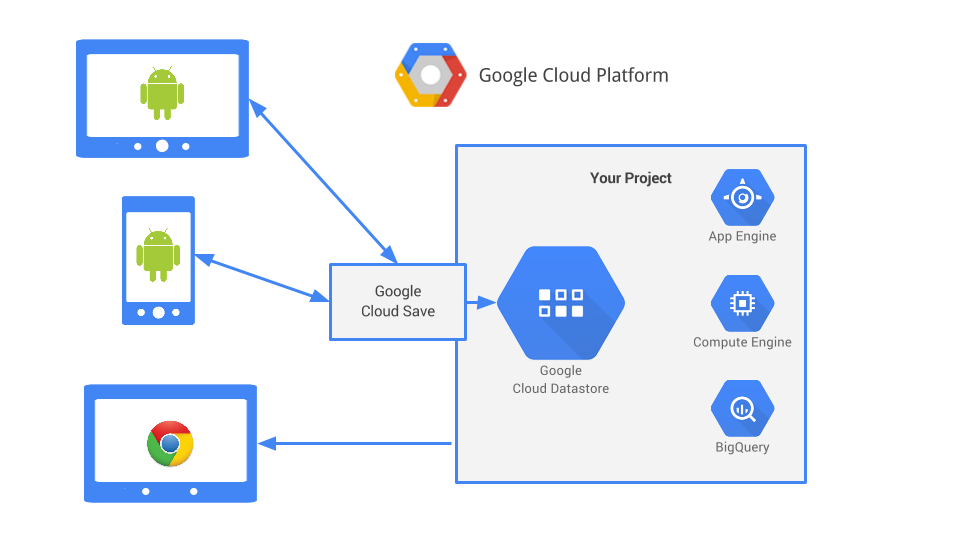 Google Cloud Platform
Your Project
App Engine
Google
Cloud Save
Compute Engine
Google
Cloud Datastore
BigQuery